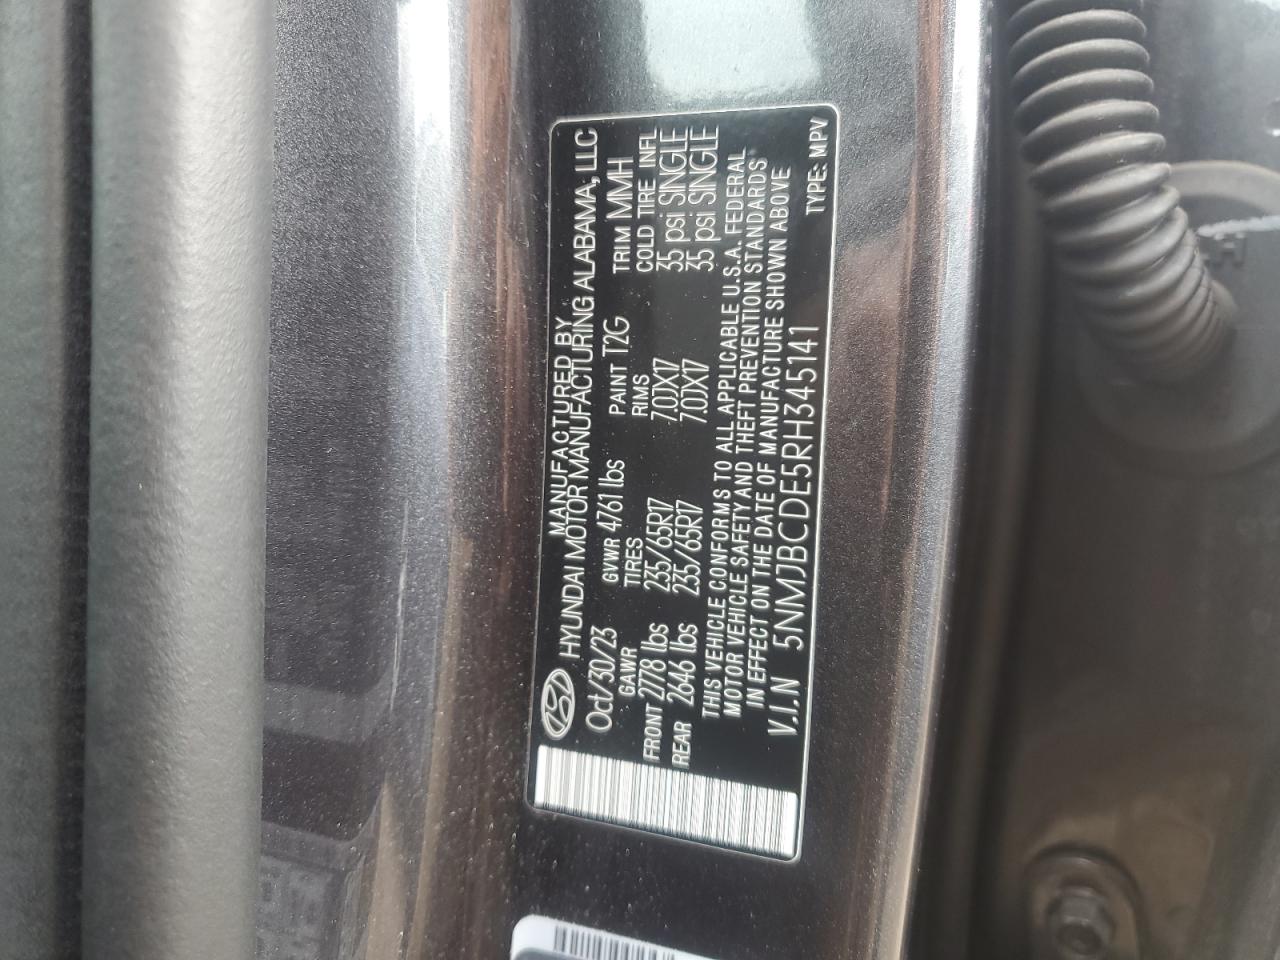 MANUFACTURED BY
HYUNDAI MOTOR MANUFACTURING ALABAMA, LLC
Oct/30/23 GVWR 4761 lbs PAINT T2G TRIM MMH
GAWR TIRES RIMS COLD TIRE INFL
FRONT 2778 lbs 235/65R17 7.0JX17 35 psi SINGLE
REAR 2646 lbs 235/65R17 7.0JX17 35 psi SINGLE
THIS VEHICLE CONFORMS TO ALL APPLICABLE U.S.A. FEDERAL
MOTOR VEHICLE SAFETY AND THEFT PREVENTION STANDARDS
IN EFFECT ON THE DATE OF MANUFACTURE SHOWN ABOVE
V.I.N 5NMJBCDE5RH345141 TYPE: MPV